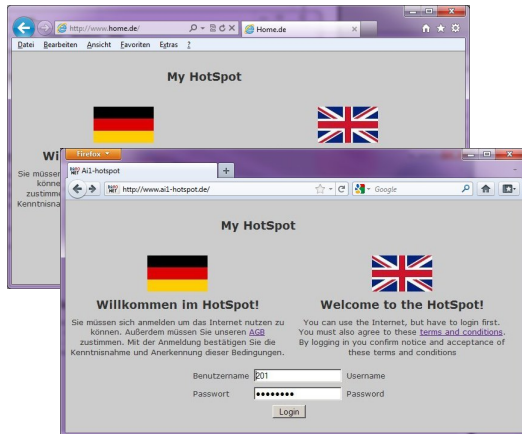 http://www.home.de/
Home.de
Datei Bearbeiten Ansicht Favoriten Extras ?
My HotSpot
Wi
Sie müssen
könne
zustimm
Kenntnisna
Firefox
Ai1-hotspot
http://www.ai1-hotspot.de/
Google
My HotSpot
Willkommen im HotSpot!
Sie müssen sich anmelden um das Internet nutzen zu
können. Außerdem müssen Sie unseren AGB
zustimmen. Mit der Anmeldung bestätigen Sie die
Kenntnisnahme und Anerkennung dieser Bedingungen.
Welcome to the HotSpot!
You can use the Internet, but have to login first.
You must also agree to these terms and conditions.
By logging in you confirm notice and acceptance of
these terms and conditions
Benutzername 201 Username
Passwort •••••••• Password
Login